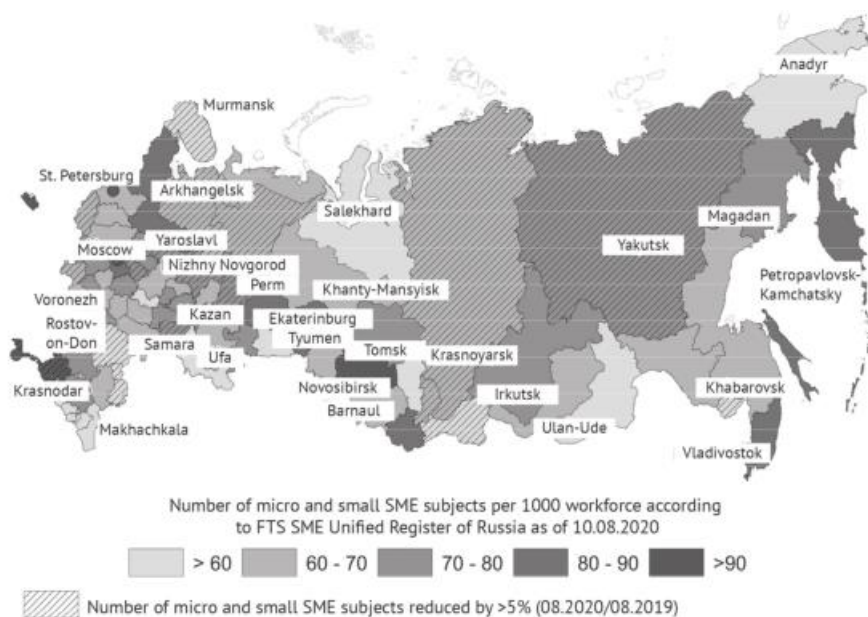 Anadyr
Murmansk
St. Petersburg
Arkhangelsk
Salekhard
Magadan
Yakutsk
Moscow
Yaroslavl
Nizhny Novgorod
Perm
Khanty-Mansyisk
Petropavlovsk-
Kamchatsky
Voronezh
Kazan
Ekaterinburg
Rostov-
on-Don
Tyumen
Samara
Ufa
Tomsk
Krasnoyarsk
Krasnodar
Novosibirsk
Irkutsk
Khabarovsk
Barnaul
Makhachkala
Ulan-Ude
Vladivostok
Number of micro and small SME subjects per 1000 workforce according
to FTS SME Unified Register of Russia as of 10.08.2020
> 60 60 - 70 70 - 80 80 - 90 >90
Number of micro and small SME subjects reduced by >5% (08.2020/08.2019)